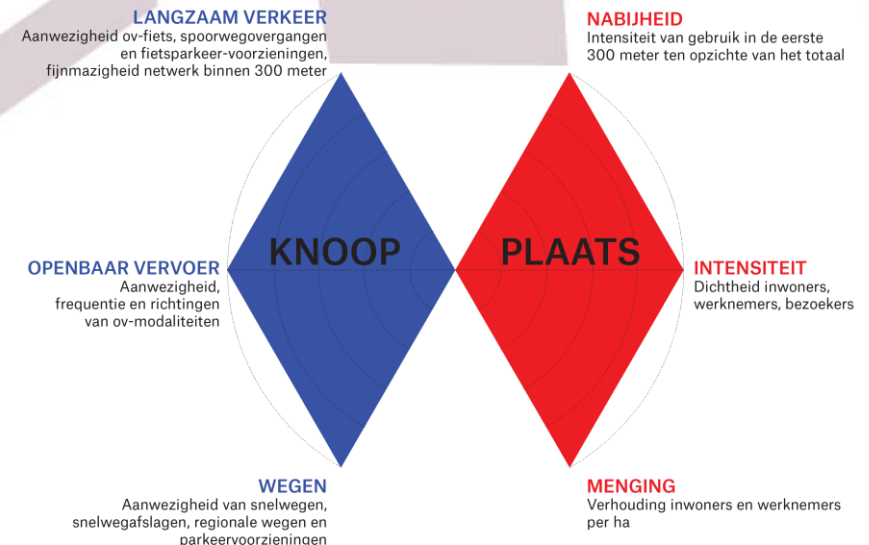 LANGZAAM VERKEER
Aanwezigheid ov-fiets, spoorwegovergangen
en fietsparkeer-voorzieningen,
fijnmazigheid netwerk binnen 300 meter
NABIJHEID
Intensiteit van gebruik in de eerste
300 meter ten opzichte van het totaal
KNOOP
PLAATS
OPENBAAR VERVOER
Aanwezigheid,
frequentie en richtingen
van ov-modaliteiten
INTENSITEIT
Dichtheid inwoners,
werknemers, bezoekers
WEGEN
Aanwezigheid van snelwegen,
snelwegafslagen, regionale wegen en
parkeervoorzieningen
MENGING
Verhouding inwoners en werknemers
per ha